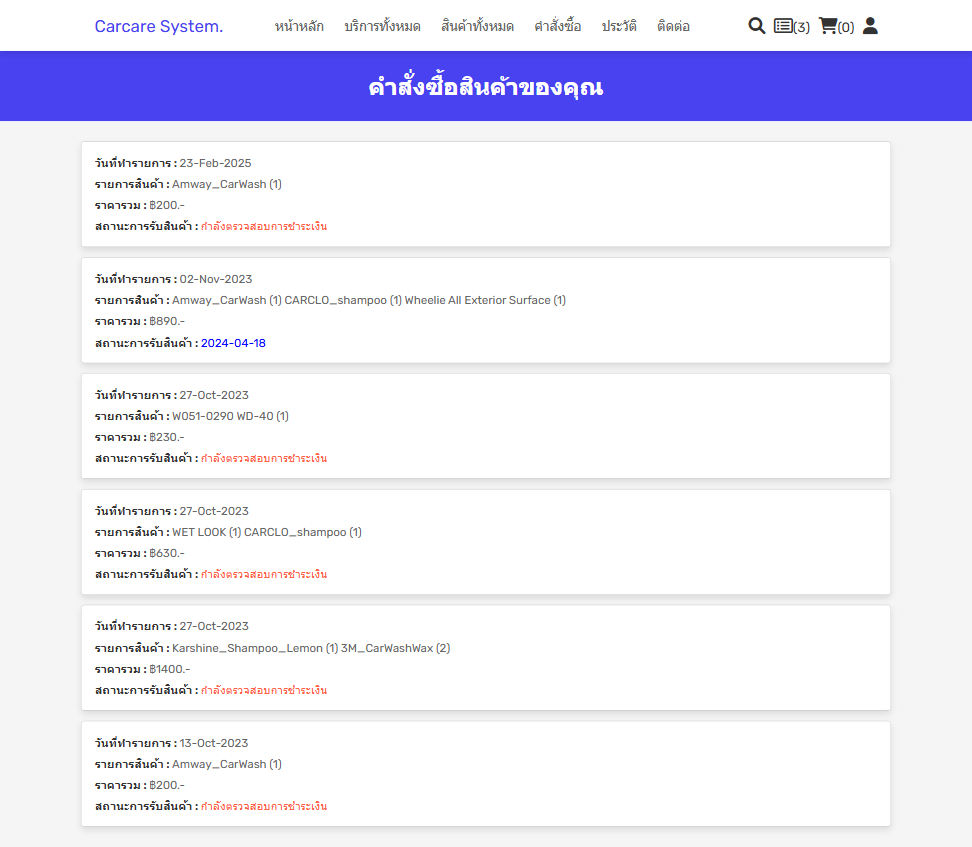 Carcare System.
หน้าหลัก บริการทั้งหมด สินค้าทั้งหมด คำสั่งซื้อ ประวัติ ติดต่อ (3) (0)
คำสั่งซื้อสินค้าของคุณ
วันที่ทำรายการ : 23-Feb-2025
รายการสินค้า : Amway_CarWash (1)
ราคารวม : ฿200.-
สถานะการรับสินค้า : กำลังตรวจสอบการชำระเงิน
วันที่ทำรายการ : 02-Nov-2023
รายการสินค้า : Amway_CarWash (1) CARCLO_shampoo (1) Wheelie All Exterior Surface (1)
ราคารวม : ฿890.-
สถานะการรับสินค้า : 2024-04-18
วันที่ทำรายการ : 27-Oct-2023
รายการสินค้า : W051-0290 WD-40 (1)
ราคารวม : ฿230.-
สถานะการรับสินค้า : กำลังตรวจสอบการชำระเงิน
วันที่ทำรายการ : 27-Oct-2023
รายการสินค้า : WET LOOK (1) CARCLO_shampoo (1)
ราคารวม : ฿630.-
สถานะการรับสินค้า : กำลังตรวจสอบการชำระเงิน
วันที่ทำรายการ : 27-Oct-2023
รายการสินค้า : Karshine_Shampoo_Lemon (1) 3M_CarWashWax (2)
ราคารวม : ฿1400.-
สถานะการรับสินค้า : กำลังตรวจสอบการชำระเงิน
วันที่ทำรายการ : 13-Oct-2023
รายการสินค้า : Amway_CarWash (1)
ราคารวม : ฿200.-
สถานะการรับสินค้า : กำลังตรวจสอบการชำระเงิน